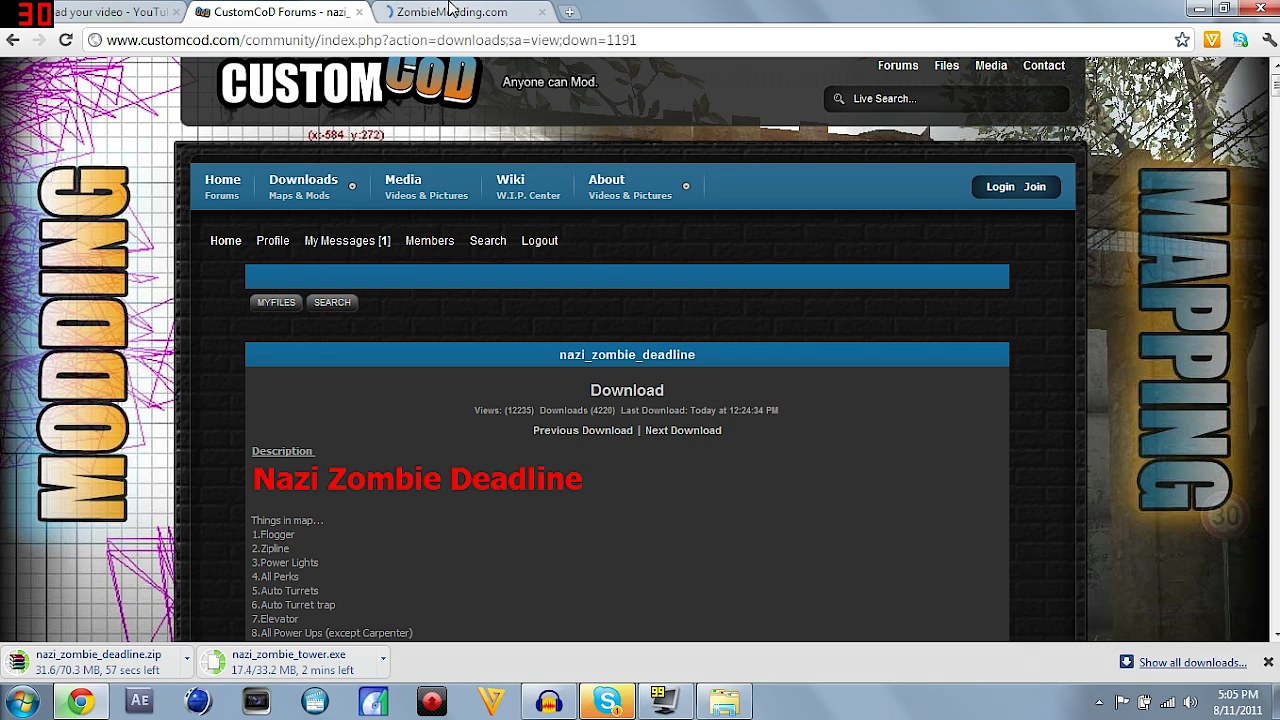 30
ad your video - YouTu
CustomCoD Forums - nazi_
ZombieModding.com
www.customcod.com/community/index.php?action=downloads;sa=view;down=1191
CUSTOMCOD
Anyone can Mod.
Forums Files Media Contact
Live Search...
(x;-584, y;272)
Home
Forums
Downloads
Maps & Mods
Media
Videos & Pictures
Wiki
W.I.P. Center
About
Videos & Pictures
Login Join
Home Profile My Messages [1] Members Search Logout
MYFILES SEARCH
MODDING
MAPPING
30
nazi_zombie_deadline
Download
Views: (12235) Downloads (4220) Last Download: Today at 12:24:34 PM
Previous Download | Next Download
Description
Nazi Zombie Deadline
Things in map...
1.Flogger
2.Zipline
3.Power Lights
4.All Perks
5.Auto Turrets
6.Auto Turret trap
7.Elevator
8.All Power Ups (except Carpenter)
nazi_zombie_deadline.zip
31.6/70.3 MB, 57 secs left
nazi_zombie_tower.exe
17.4/33.2 MB, 2 mins left
Show all downloads...
AE
1
99
5:05 PM
8/11/2011